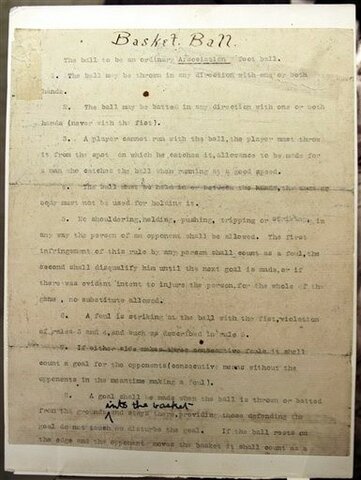 Basket Ball.
The ball to be an ordinary Association foot ball.
1. The ball may be thrown in any direction with one or both
hands.
2. The ball may be batted in any direction with one or both
hands (never with the fist).
3. A player cannot run with the ball, the player must throw
it from the spot on which he catches it, allowance to be made for
a man who catches the ball when running at a good speed.
4. The ball must be held in or between the hands, the arms or
body must not be used for holding it.
5. No shouldering, holding, pushing, tripping or striking, in
any way the person of an opponent shall be allowed. The first
infringement of this rule by any person shall count as a foul, the
second shall disqualify him until the next goal is made, or if
there was evident intent to injure the person, for the whole of the
game, no substitute allowed.
6. A foul is striking at the ball with the fist, violation
of rules 3 and 4, and such as described in rule 5.
7. If either side makes three consecutive fouls, it shall
count a goal for the opponents (consecutive means without the
opponents in the meantime making a foul).
8. A goal shall be made when the ball is thrown or batted
into the basket
from the grounds and stays there, providing those defending the
goal do not touch or disturbe the goal. If the ball rests on
the edge and the opponent moves the basket it shall count as a